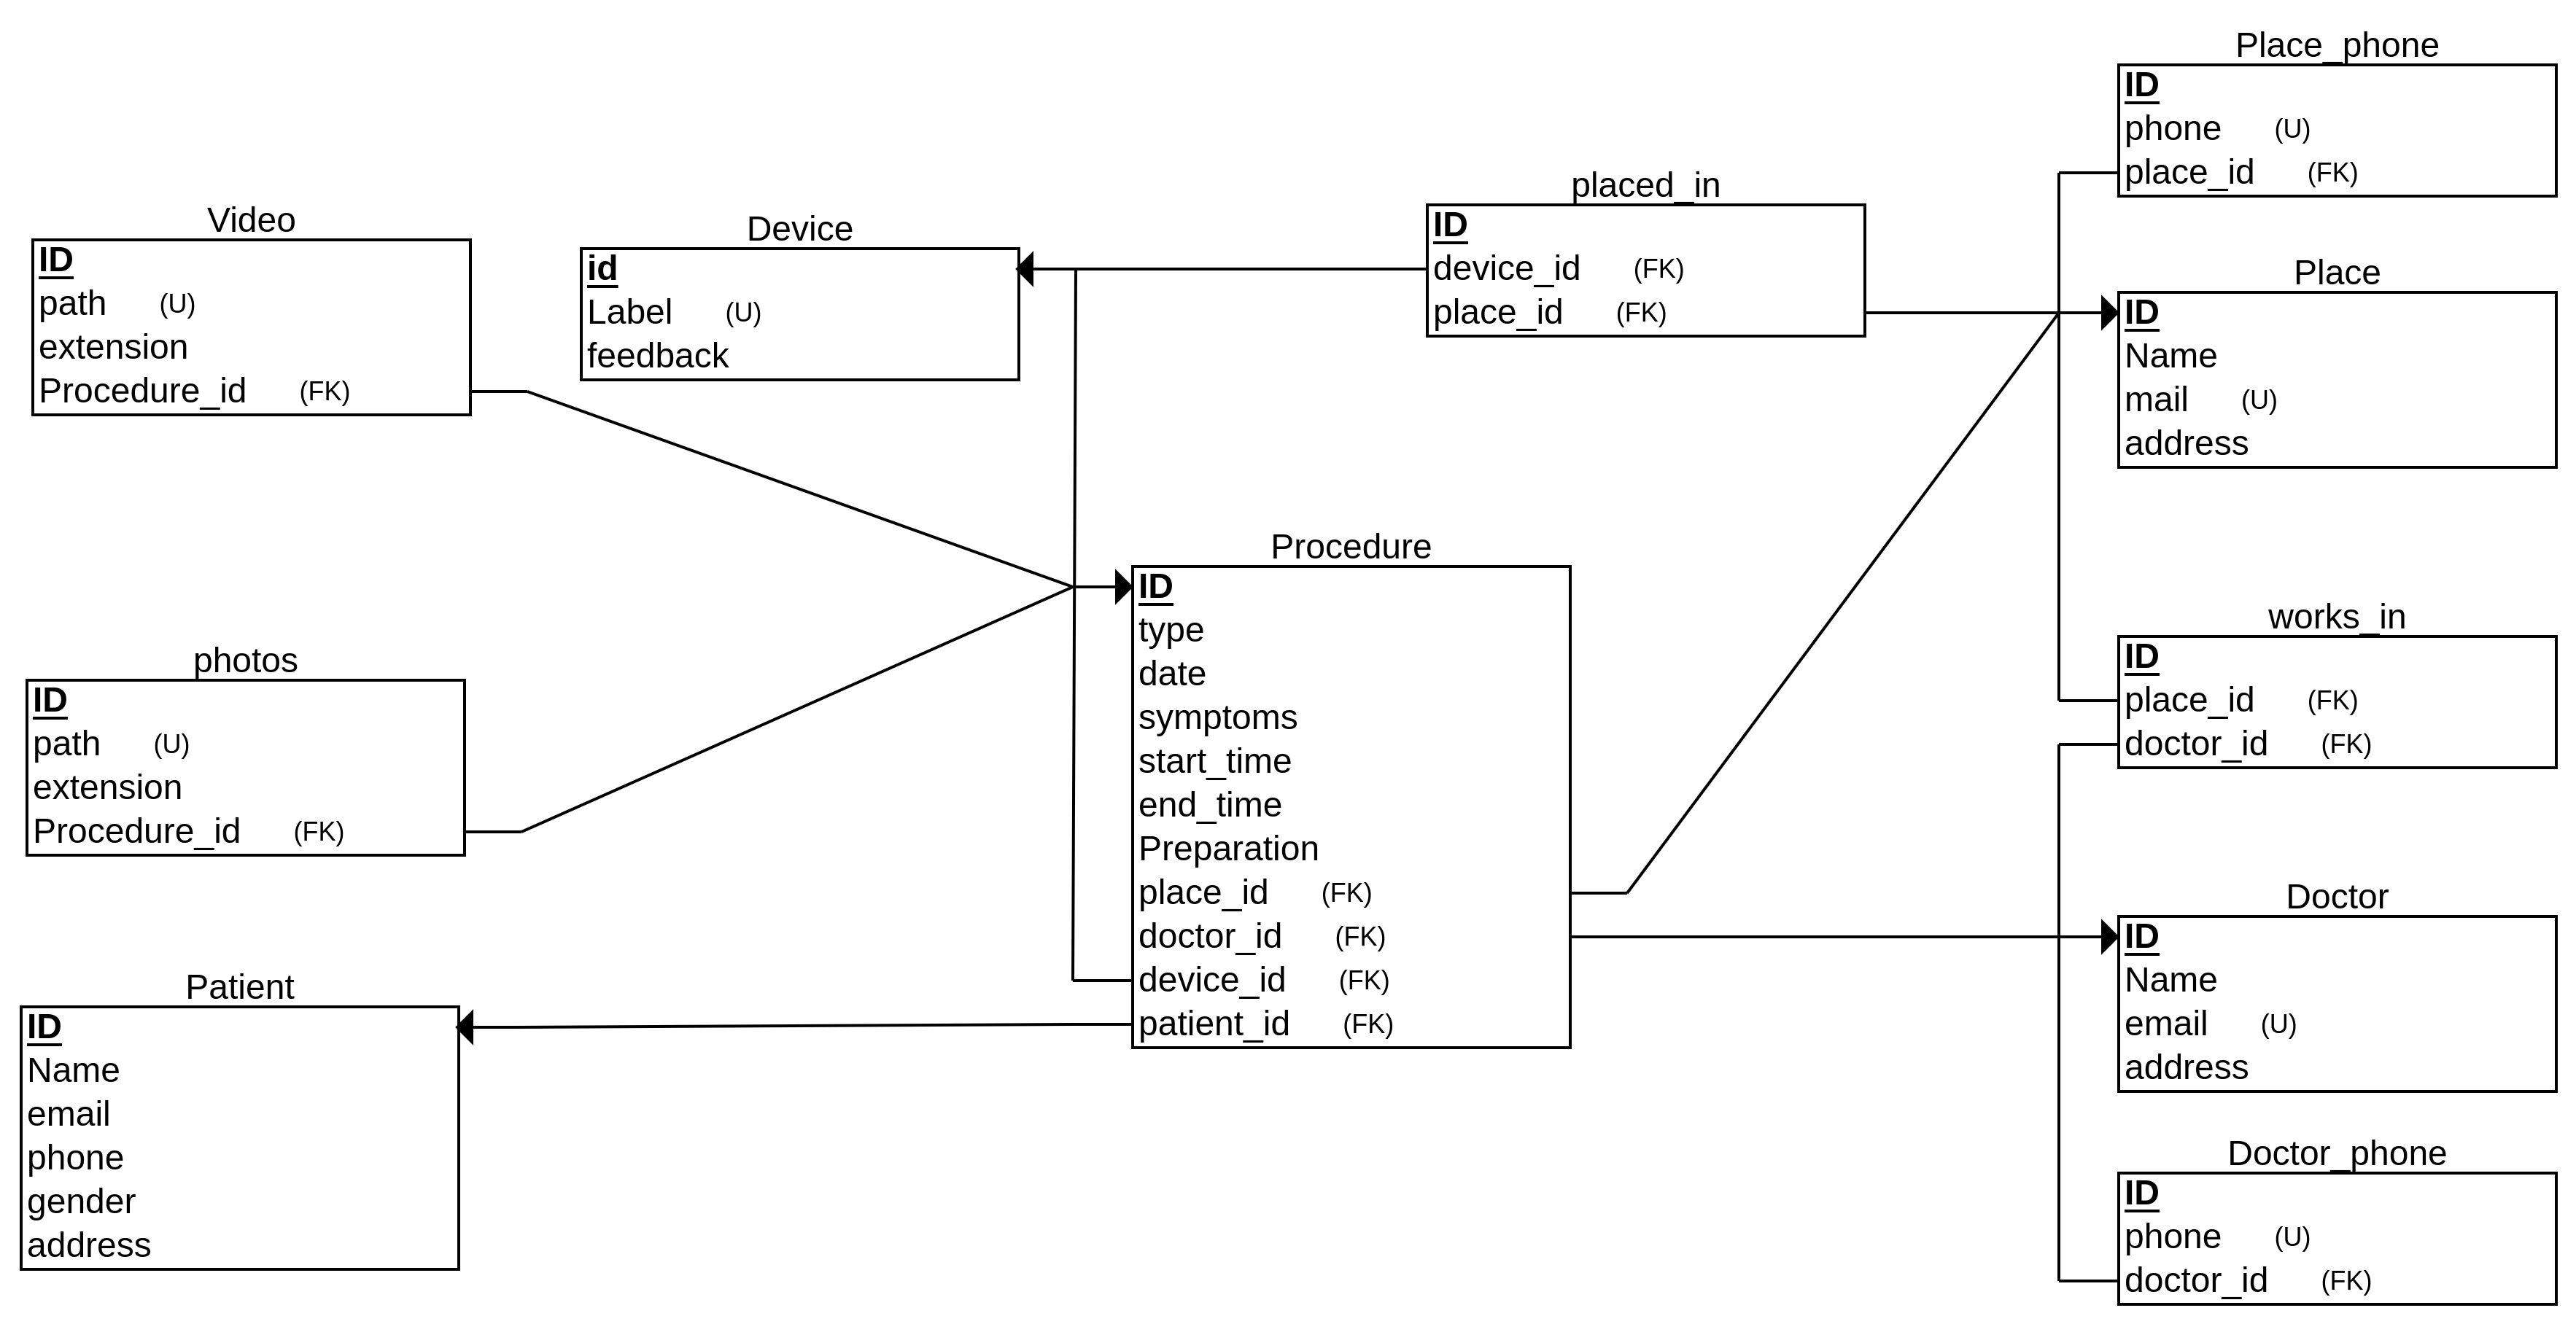 Place_phone
ID
phone (U)
place_id (FK)
placed_in
ID
device_id (FK)
place_id (FK)
Video
ID
path (U)
extension
Procedure_id (FK)
Device
id
Label (U)
feedback
Place
ID
Name
mail (U)
address
Procedure
ID
type
date
symptoms
start_time
end_time
Preparation
place_id (FK)
doctor_id (FK)
device_id (FK)
patient_id (FK)
works_in
ID
place_id (FK)
doctor_id (FK)
photos
ID
path (U)
extension
Procedure_id (FK)
Doctor
ID
Name
email (U)
address
Patient
ID
Name
email
phone
gender
address
Doctor_phone
ID
phone (U)
doctor_id (FK)